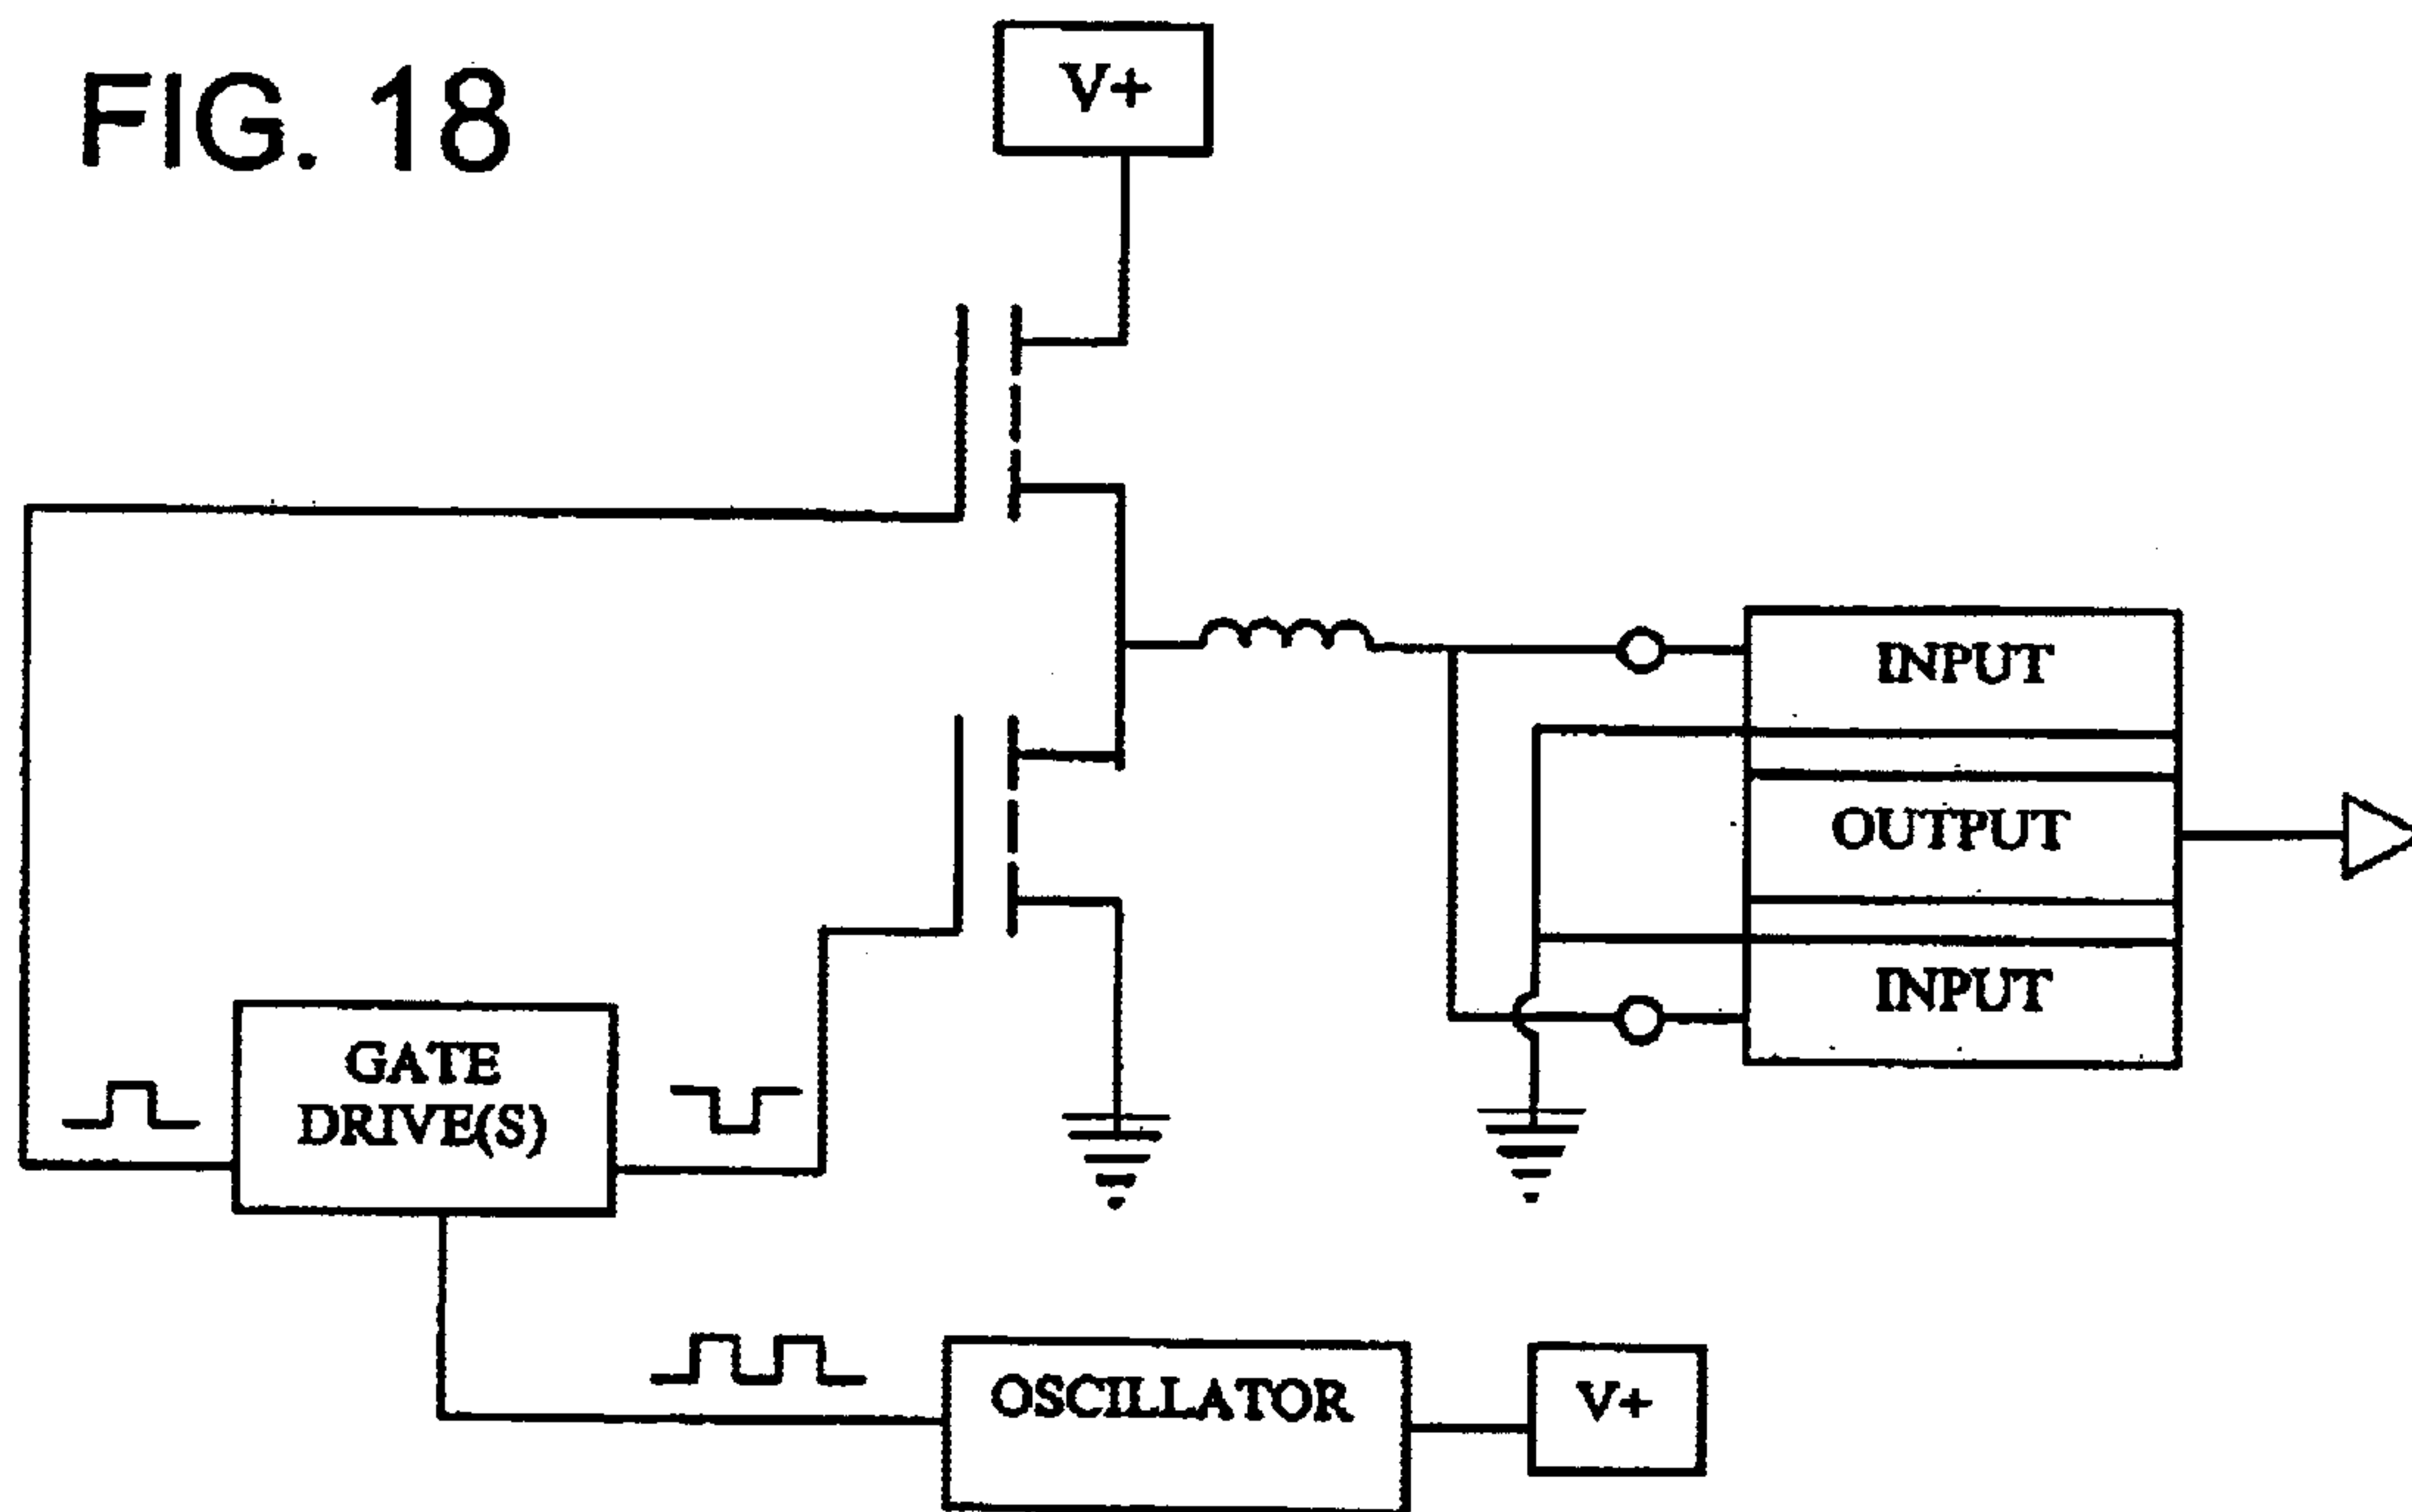 FIG. 18
V+
INPUT
OUTPUT
INPUT
GATE
DRIVE(S)
OSCILLATOR
V+